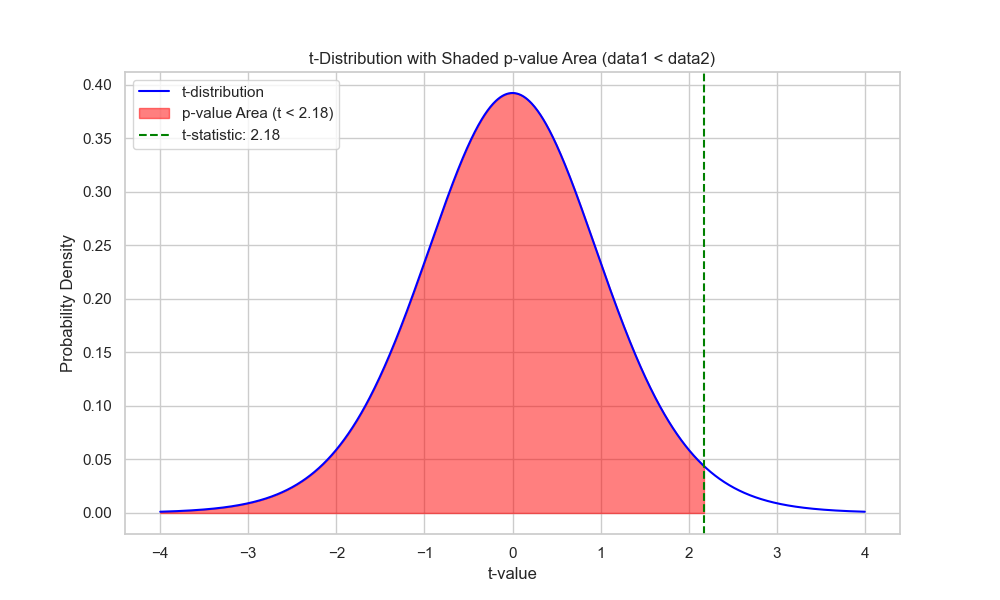 t-Distribution with Shaded p-value Area (data1 < data2)
t-distribution
p-value Area (t < 2.18)
t-statistic: 2.18
0.40
0.35
0.30
0.25
0.20
0.15
0.10
0.05
0.00
Probability Density
−4 −3 −2 −1 0 1 2 3 4
t-value